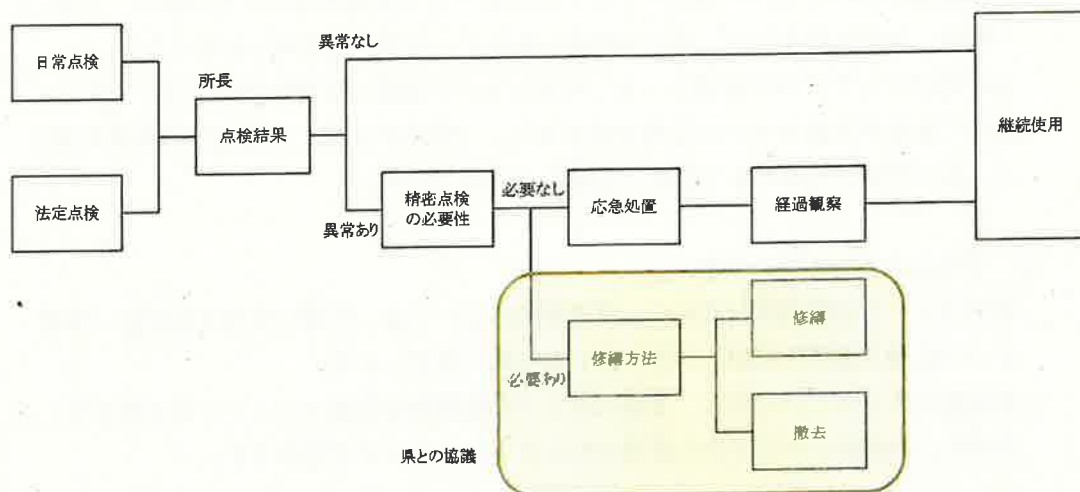 日常点検
法定点検
所長
点検結果
異常なし
異常あり
精密点検
の必要性
必要なし
必要あり
応急処置
経過観察
継続使用
修繕方法
修繕
撤去
県との協議